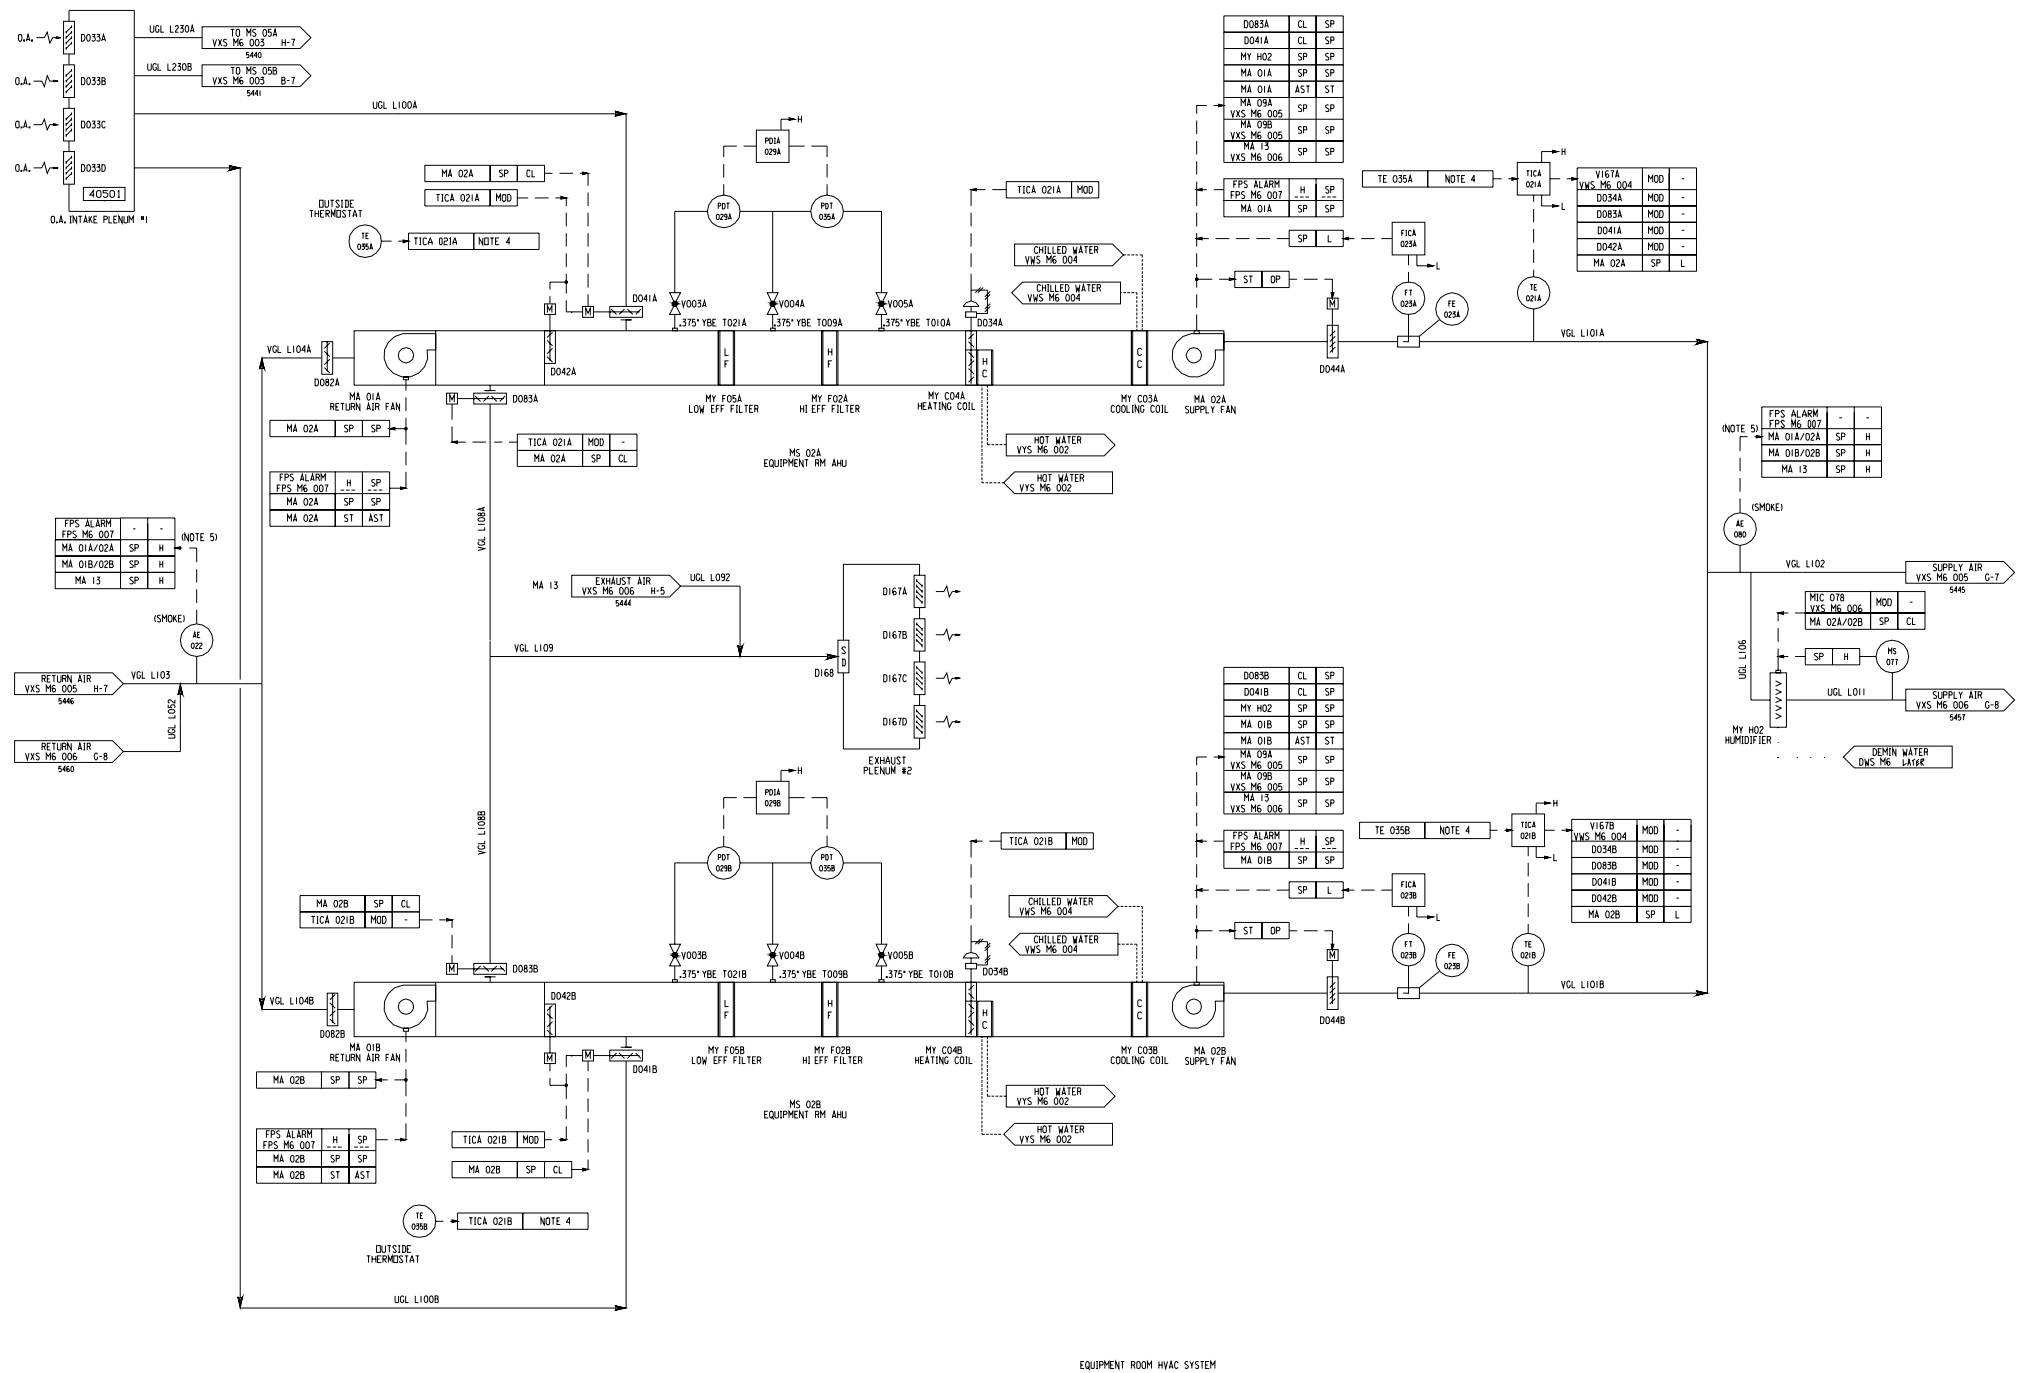 O.A.
D033A
UGL L230A
TO MS 05A
VXS M6 003 H-7
5440
O.A.
D033B
UGL L230B
TO MS 05B
VXS M6 003 B-7
5441
O.A.
D033C
UGL L100A
O.A.
D033D
40501
O.A. INTAKE PLENUM #1
OUTSIDE
THERMOSTAT
TE
035A
TICA 021A NOTE 4
MA 02A SP CL
TICA 021A MOD
M
M
D041A
D042A
PDIA
029A
H
PDT
029A
PDT
035A
V003A
V004A
V005A
.375" YBE T021A
.375" YBE T009A
.375" YBE T010A
TICA 021A MOD
D034A
CHILLED WATER
VWS M6 004
CHILLED WATER
VWS M6 004
D083A CL SP
D041A CL SP
MY H02 SP SP
MA 01A SP SP
MA 01A AST ST
MA 09A
VXS M6 005 SP SP
MA 09B
VXS M6 005 SP SP
MA 13
VXS M6 006 SP SP
FPS ALARM
FPS M6 007 H SP
MA 01A SP SP
SP L
ST OP
FICA
023A
L
FT
023A
FE
023A
M
D044A
TE 035A NOTE 4
TICA
021A
H
L
TE
021A
V167A
VWS M6 004 MOD -
D034A MOD -
D083A MOD -
D041A MOD -
D042A MOD -
MA 02A SP L
VGL L101A
VGL L104A
D082A
LF
HF
HC
CC
MA 01A
RETURN AIR FAN
M
D083A
MY F05A
LOW EFF FILTER
MY F02A
HI EFF FILTER
MY C04A
HEATING COIL
MY C03A
COOLING COIL
MA 02A
SUPPLY FAN
MA 02A SP SP
TICA 021A MOD -
MA 02A SP CL
MS 02A
EQUIPMENT RM AHU
HOT WATER
VYS M6 002
HOT WATER
VYS M6 002
FPS ALARM
FPS M6 007 H SP
MA 02A SP SP
MA 02A ST AST
VGL L108A
(NOTE 5)
FPS ALARM
FPS M6 007 - -
MA 01A/02A SP H
MA 01B/02B SP H
MA 13 SP H
(SMOKE)
AE
080
FPS ALARM
FPS M6 007 - -
MA 01A/02A SP H
MA 01B/02B SP H
MA 13 SP H
(NOTE 5)
(SMOKE)
AE
022
MA 13
EXHAUST AIR
VXS M6 006 H-5
5444
UGL L092
VGL L109
SD
D168
D167A
D167B
D167C
D167D
EXHAUST
PLENUM #2
VGL L102
SUPPLY AIR
VXS M6 005 G-7
5445
MIC 078
VXS M6 006 MOD -
MA 02A/02B SP CL
SP H
MS
077
UGL L106
UGL L011
SUPPLY AIR
VXS M6 006 G-8
5457
MY H02
HUMIDIFIER
DEMIN WATER
DWS M6 LATER
RETURN AIR
VXS M6 005 H-7
5446
VGL L103
UGL L052
RETURN AIR
VXS M6 006 G-8
5460
VGL L108B
PDIA
029B
H
PDT
029B
PDT
035B
V003B
V004B
V005B
.375" YBE T021B
.375" YBE T009B
.375" YBE T010B
TICA 021B MOD
D034B
CHILLED WATER
VWS M6 004
CHILLED WATER
VWS M6 004
D083B CL SP
D041B CL SP
MY H02 SP SP
MA 01B SP SP
MA 01B AST ST
MA 09A
VXS M6 005 SP SP
MA 09B
VXS M6 005 SP SP
MA 13
VXS M6 006 SP SP
FPS ALARM
FPS M6 007 H SP
MA 01B SP SP
SP L
ST OP
FICA
023B
L
FT
023B
FE
023B
M
D044B
TE 035B NOTE 4
TICA
021B
H
L
TE
021B
V167B
VWS M6 004 MOD -
D034B MOD -
D083B MOD -
D041B MOD -
D042B MOD -
MA 02B SP L
VGL L101B
MA 02B SP CL
TICA 021B MOD -
M
D083B
VGL L104B
D082B
D042B
LF
HF
HC
CC
MA 01B
RETURN AIR FAN
M
M
D041B
MY F05B
LOW EFF FILTER
MY F02B
HI EFF FILTER
MY C04B
HEATING COIL
MY C03B
COOLING COIL
MA 02B
SUPPLY FAN
MA 02B SP SP
MS 02B
EQUIPMENT RM AHU
HOT WATER
VYS M6 002
HOT WATER
VYS M6 002
FPS ALARM
FPS M6 007 H SP
MA 02B SP SP
MA 02B ST AST
TICA 021B MOD
MA 02B SP CL
TE
035B
TICA 021B NOTE 4
OUTSIDE
THERMOSTAT
UGL L100B
EQUIPMENT ROOM HVAC SYSTEM